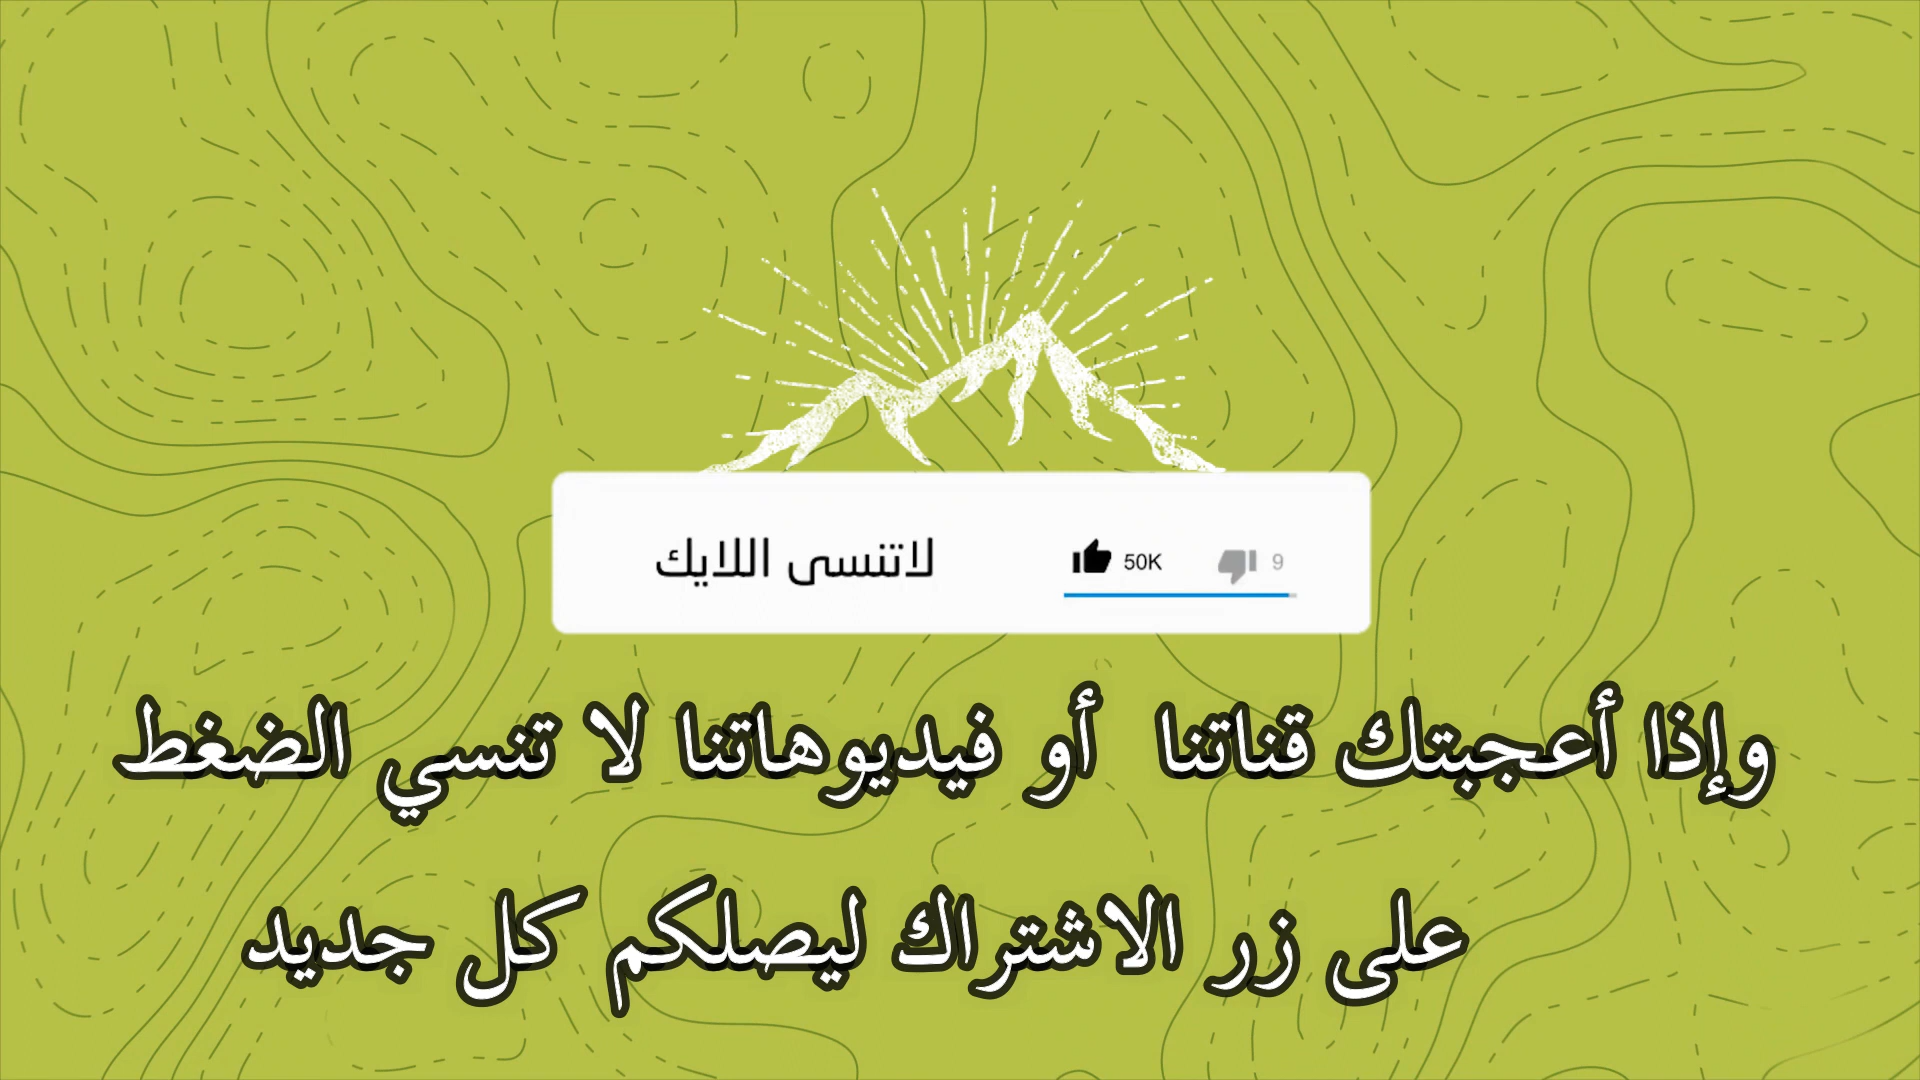 لاتنسى اللايك 50K 9
وإذا أعجبتك قناتنا أو فيديوهاتنا لا تنسي الضغط
على زر الاشتراك ليصلكم كل جديد